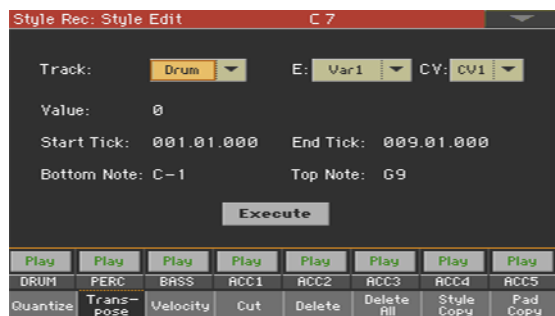 Style Rec: Style Edit C 7
Track: Drum E: Var1 CV: CV1
Value: 0
Start Tick: 001.01.000 End Tick: 009.01.000
Bottom Note: C-1 Top Note: G9
Execute
Play Play Play Play Play Play Play Play
DRUM PERC BASS ACC1 ACC2 ACC3 ACC4 ACC5
Quantize Trans-pose Velocity Cut Delete Delete All Style Copy Pad Copy